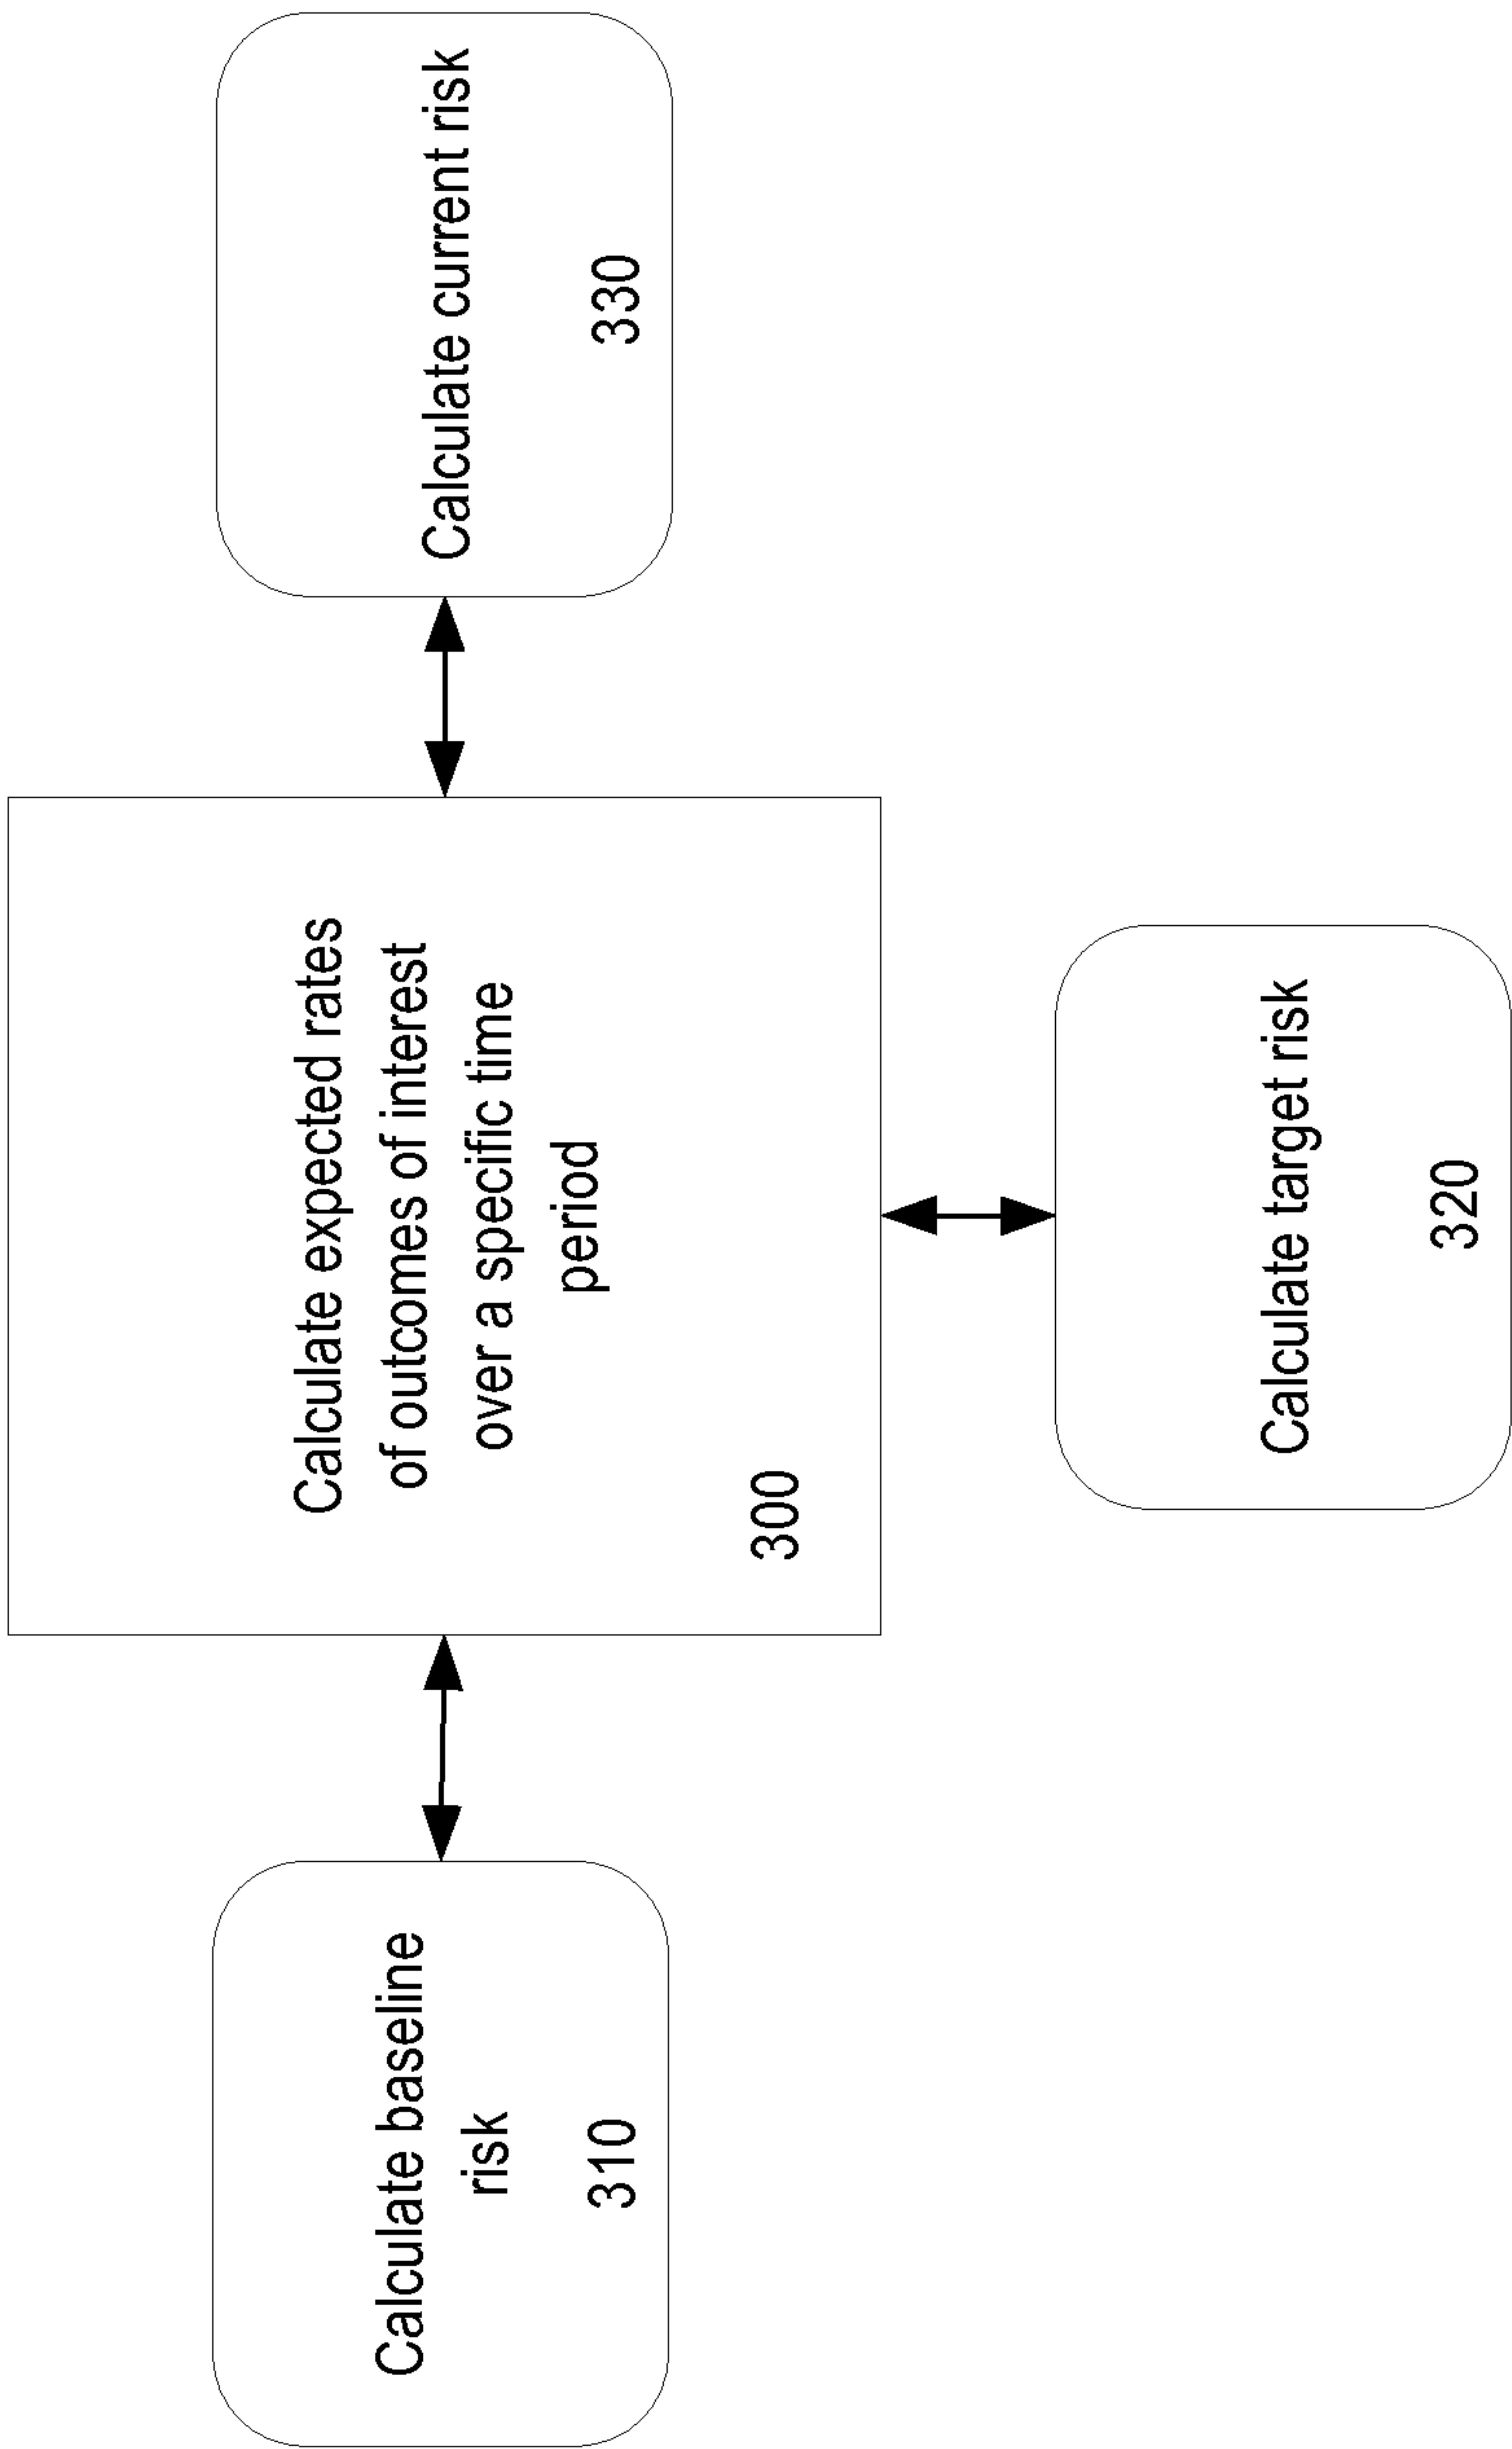 Calculate baseline
risk
310
Calculate expected rates
of outcomes of interest
over a specific time
period
300
Calculate current risk
330
Calculate target risk
320